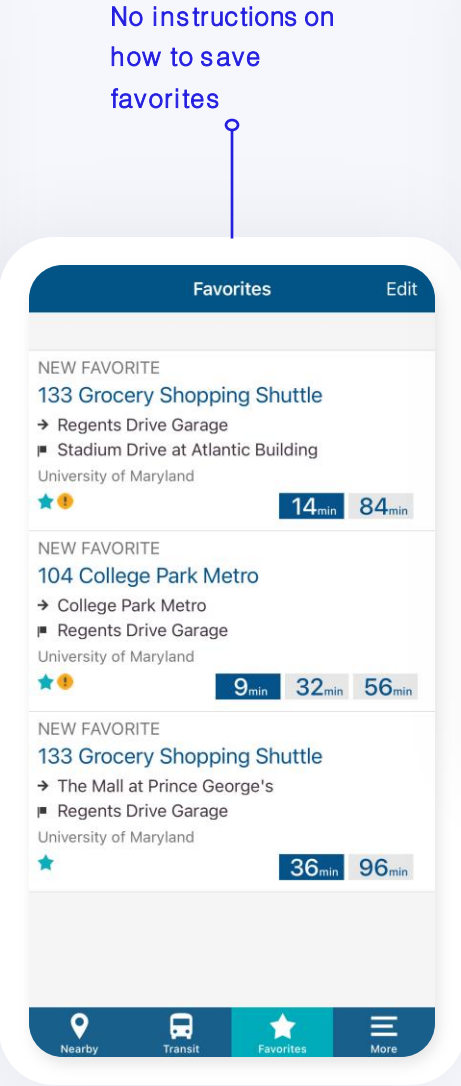 No instructions on
how to save
favorites
Favorites Edit
NEW FAVORITE
133 Grocery Shopping Shuttle
Regents Drive Garage
Stadium Drive at Atlantic Building
University of Maryland
14min 84min
NEW FAVORITE
104 College Park Metro
College Park Metro
Regents Drive Garage
University of Maryland
9min 32min 56min
NEW FAVORITE
133 Grocery Shopping Shuttle
The Mall at Prince George's
Regents Drive Garage
University of Maryland
36min 96min
Nearby Transit Favorites More